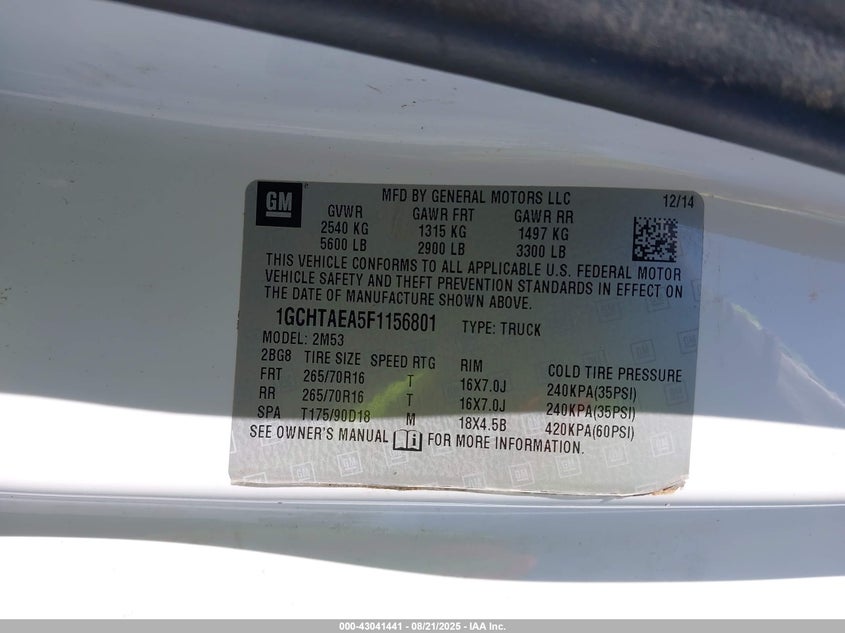 GM
MFD BY GENERAL MOTORS LLC 12/14
GVWR GAWR FRT GAWR RR
2540 KG 1315 KG 1497 KG
5600 LB 2900 LB 3300 LB
THIS VEHICLE CONFORMS TO ALL APPLICABLE U.S. FEDERAL MOTOR
VEHICLE SAFETY AND THEFT PREVENTION STANDARDS IN EFFECT ON
THE DATE OF MANUFACTURE SHOWN ABOVE.
1GCHTAEA5F1156801 TYPE: TRUCK
MODEL: 2M53
2BG8 TIRE SIZE SPEED RTG RIM COLD TIRE PRESSURE
FRT 265/70R16 T 16X7.0J 240KPA(35PSI)
RR 265/70R16 T 16X7.0J 240KPA(35PSI)
SPA T175/90D18 M 18X4.5B 420KPA(60PSI)
SEE OWNER'S MANUAL FOR MORE INFORMATION.
000-43041441 - 08/21/2025 - IAA Inc.